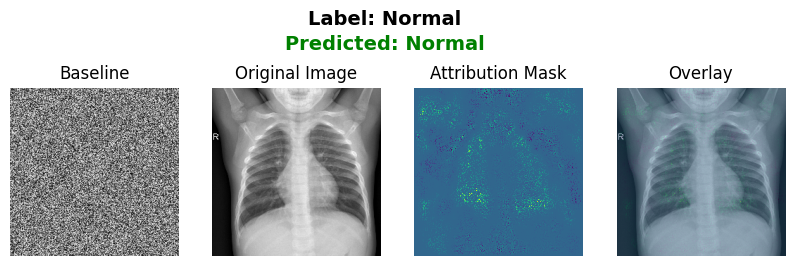 Label: Normal
Predicted: Normal
Baseline
Original Image
Attribution Mask
Overlay
R
R